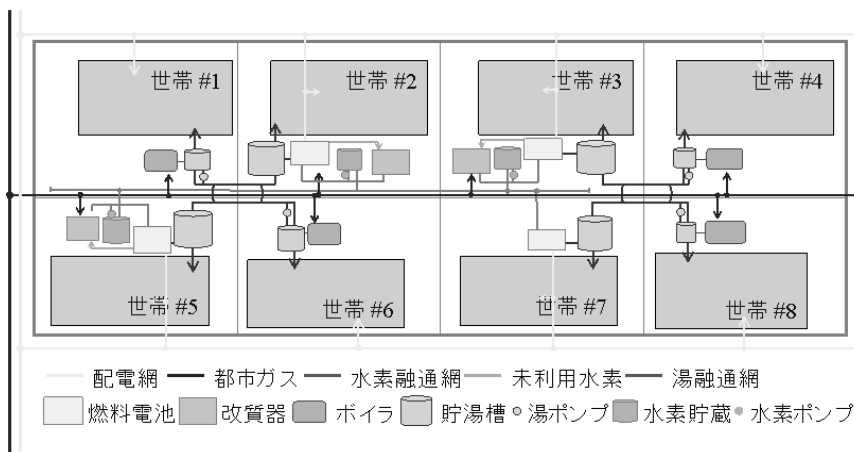 世帯 #1
世帯 #2
世帯 #3
世帯 #4
世帯 #5
世帯 #6
世帯 #7
世帯 #8
配電網 都市ガス 水素融通網 未利用水素 湯融通網
燃料電池 改質器 ボイラ 貯湯槽 湯ポンプ 水素貯蔵 水素ポンプ